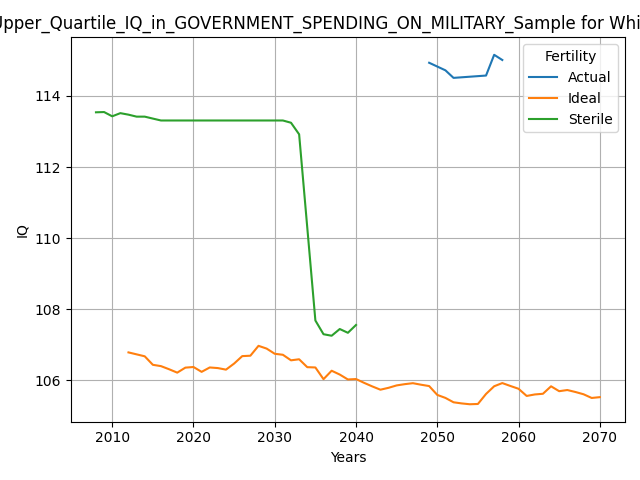 Upper_Quartile_IQ_in_GOVERNMENT_SPENDING_ON_MILITARY_Sample for Whi
Fertility
Actual
Ideal
Sterile
114
112
110
108
106
IQ
2010 2020 2030 2040 2050 2060 2070
Years